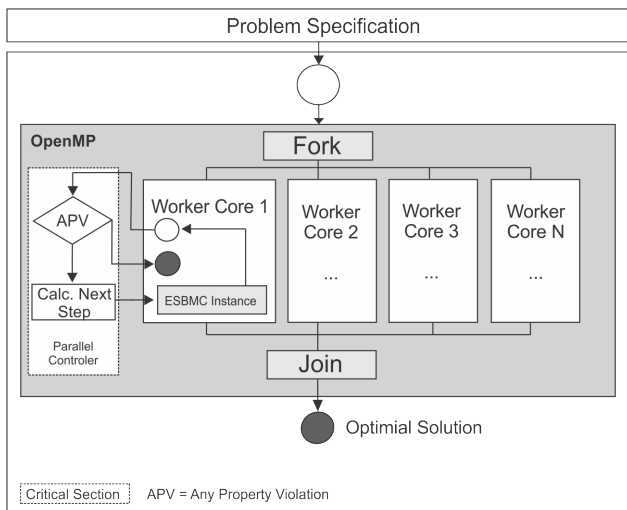 Problem Specification
OpenMP
Fork
APV
Calc. Next
Step
Parallel
Controler
Worker Core 1
ESBMC Instance
Worker
Core 2
...
Worker
Core 3
...
Worker
Core N
...
Join
Optimial Solution
Critical Section
APV = Any Property Violation